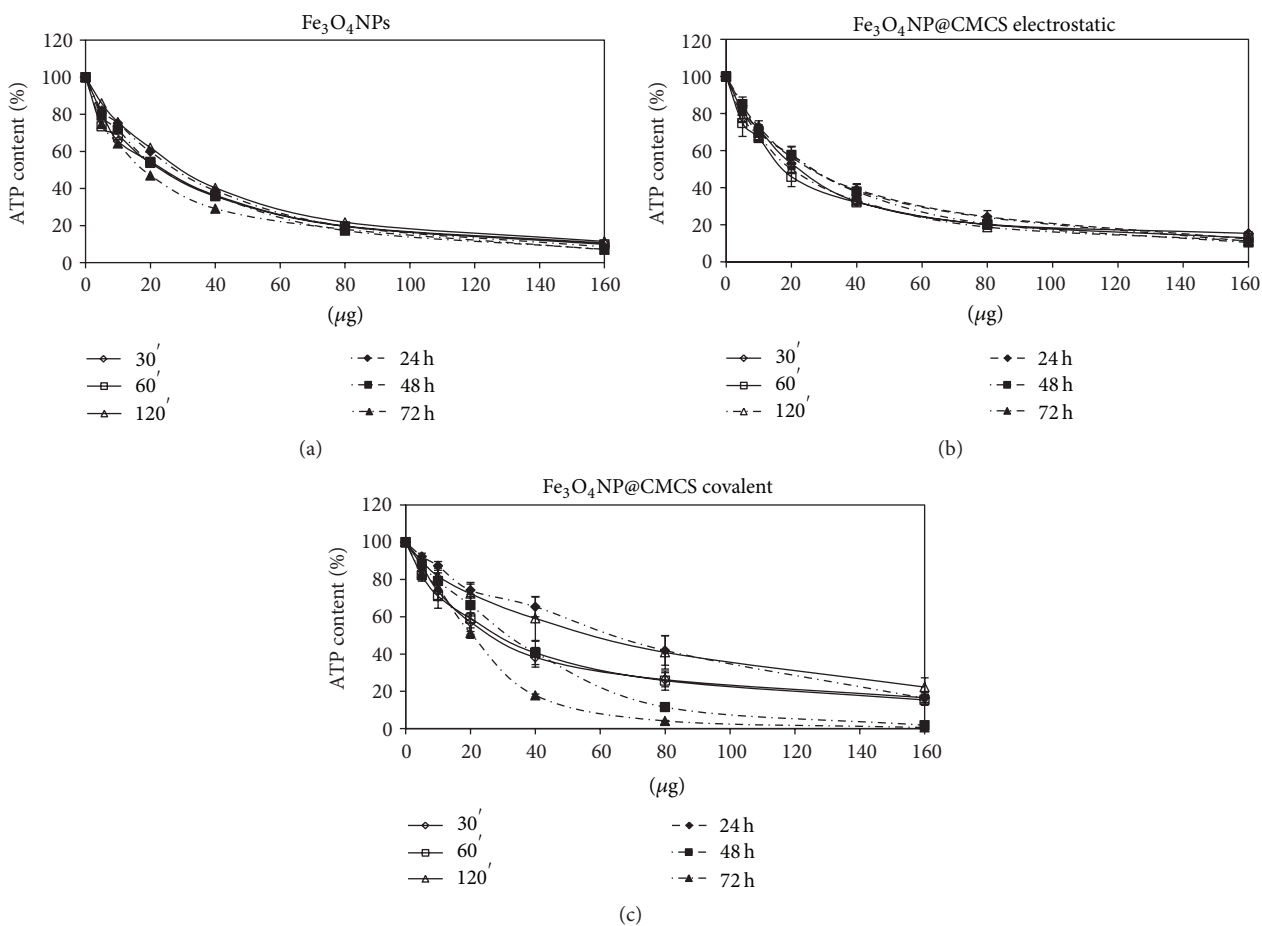 Fe₃O₄NPs
ATP content (%)
120
100
80
60
40
20
0
0 20 40 60 80 100 120 140 160
(μg)
30′
60′
120′
24 h
48 h
72 h
(a)
Fe₃O₄NP@CMCS electrostatic
ATP content (%)
120
100
80
60
40
20
0
0 20 40 60 80 100 120 140 160
(μg)
30′
60′
120′
24 h
48 h
72 h
(b)
Fe₃O₄NP@CMCS covalent
ATP content (%)
120
100
80
60
40
20
0
0 20 40 60 80 100 120 140 160
(μg)
30′
60′
120′
24 h
48 h
72 h
(c)